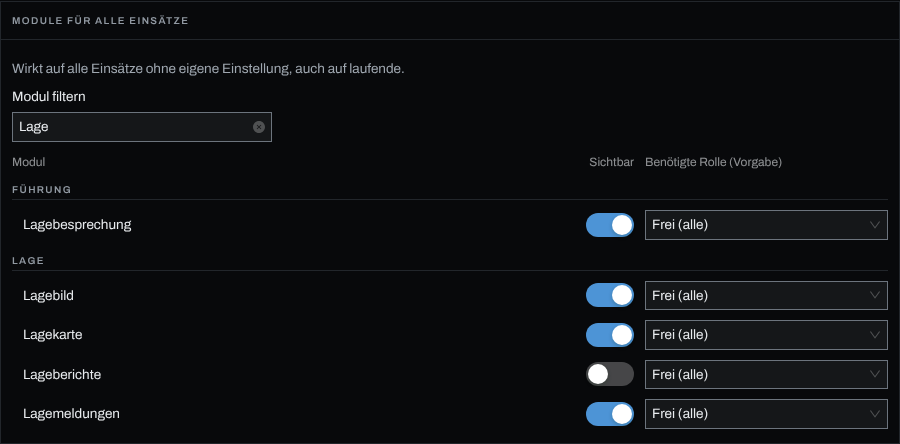 MODULE FÜR ALLE EINSÄTZE
Wirkt auf alle Einsätze ohne eigene Einstellung, auch auf laufende.
Modul filtern
Lage
Modul Sichtbar Benötigte Rolle (Vorgabe)
FÜHRUNG
Lagebesprechung Frei (alle)
LAGE
Lagebild Frei (alle)
Lagekarte Frei (alle)
Lageberichte Frei (alle)
Lagemeldungen Frei (alle)